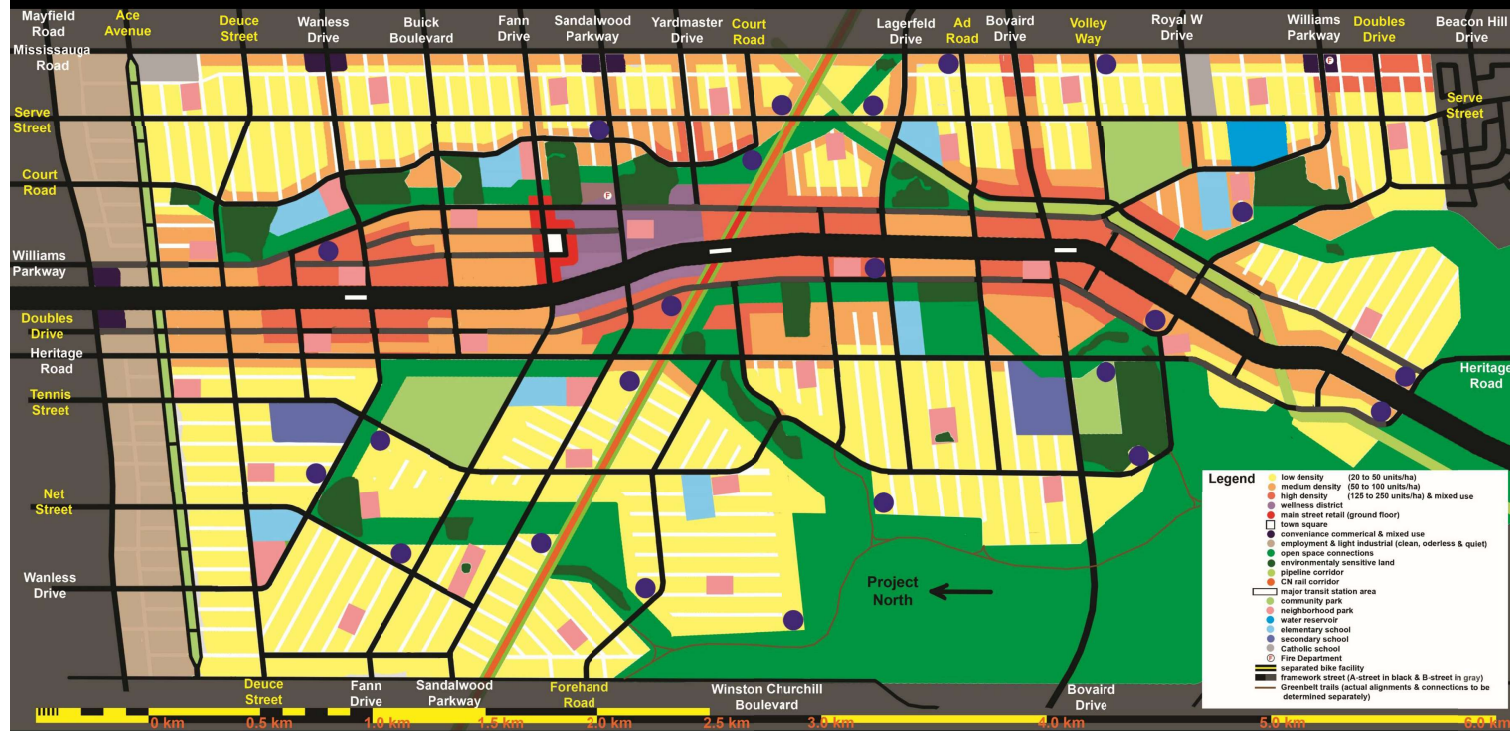 Mayfield
Road
Ace
Avenue
Deuce
Street
Wanless
Drive
Buick
Boulevard
Fann
Drive
Sandalwood
Parkway
Yardmaster
Drive
Court
Road
Lagerfeld
Drive
Ad
Road
Bovaird
Drive
Volley
Way
Royal W
Drive
Williams
Parkway
Doubles
Drive
Beacon Hill
Drive
Mississauga
Road
F
Serve
Street
Serve
Street
Court
Road
F
Williams
Parkway
Doubles
Drive
Heritage
Road
Heritage
Road
Tennis
Street
Net
Street
Wanless
Drive
Project
North
Legend
low density (20 to 50 units/ha)
medum density (50 to 100 units/ha)
high density (125 to 250 units/ha) & mixed use
wellness district
main street retail (ground floor)
town square
conveniance commerical & mixed use
employment & light industrial (clean, oderless & quiet)
open space connections
environmentaly sensitive land
pipeline corridor
CN rail corridor
major transit station area
community park
neighborhood park
water reservoir
elementary school
secondary school
Catholic school
F Fire Department
separated bike facility
framework street (A-street in black & B-street in gray)
Greenbelt trails (actual alignments & connections to be
determined separately)
Deuce
Street
Fann
Drive
Sandalwood
Parkway
Forehand
Road
Winston Churchill
Boulevard
Bovaird
Drive
0 km
0.5 km
1.0 km
1.5 km
2.0 km
2.5 km
3.0 km
4.0 km
5.0 km
6.0 km